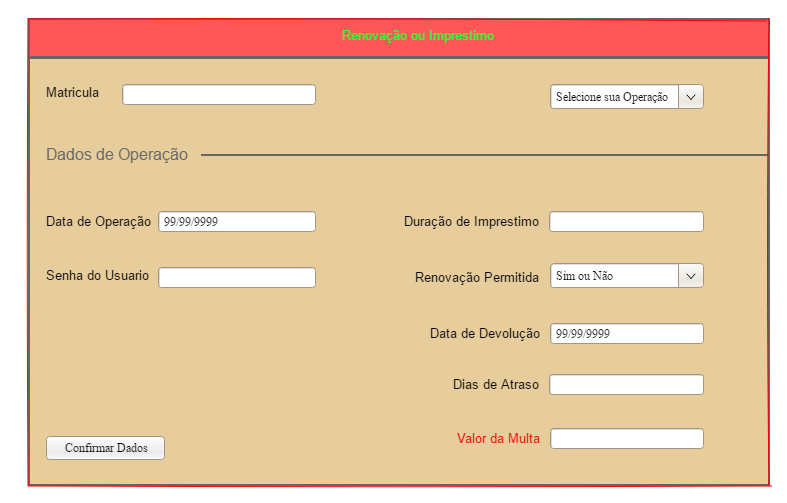 Renovação ou Imprestimo
Matricula
Selecione sua Operação
Dados de Operação
Data de Operação 99/99/9999
Duração de Imprestimo
Senha do Usuario
Renovação Permitida Sim ou Não
Data de Devolução 99/99/9999
Dias de Atraso
Valor da Multa
Confirmar Dados